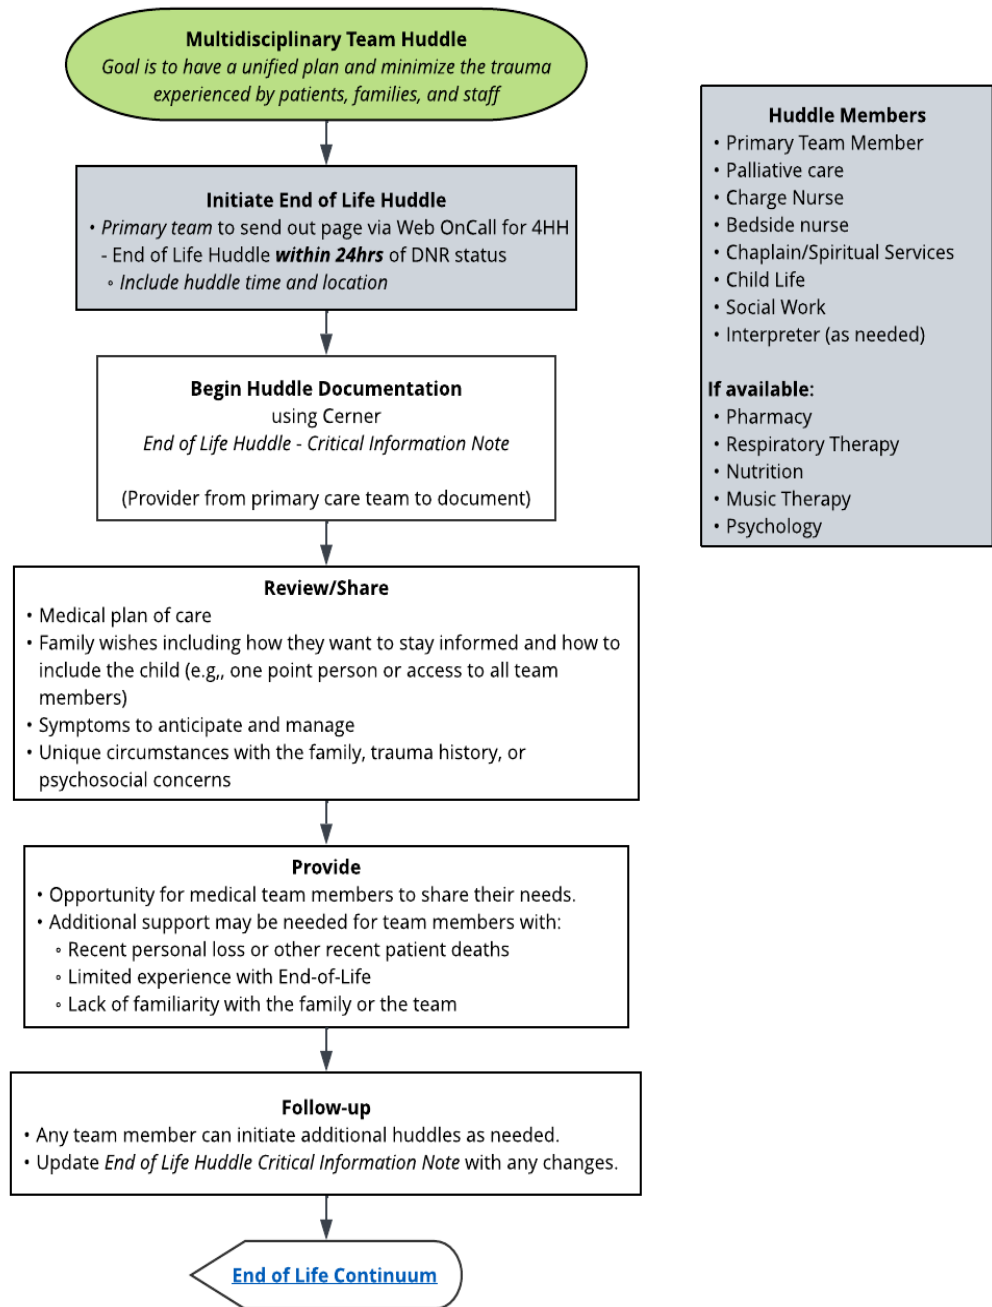 Multidisciplinary Team Huddle
Goal is to have a unified plan and minimize the trauma
experienced by patients, families, and staff
Initiate End of Life Huddle
• Primary team to send out page via Web OnCall for 4HH
- End of Life Huddle within 24hrs of DNR status
◦ Include huddle time and location
Begin Huddle Documentation
using Cerner
End of Life Huddle - Critical Information Note
(Provider from primary care team to document)
Review/Share
• Medical plan of care
• Family wishes including how they want to stay informed and how to
include the child (e.g,, one point person or access to all team
members)
• Symptoms to anticipate and manage
• Unique circumstances with the family, trauma history, or
psychosocial concerns
Provide
• Opportunity for medical team members to share their needs.
• Additional support may be needed for team members with:
◦ Recent personal loss or other recent patient deaths
◦ Limited experience with End-of-Life
◦ Lack of familiarity with the family or the team
Follow-up
• Any team member can initiate additional huddles as needed.
• Update End of Life Huddle Critical Information Note with any changes.
End of Life Continuum
Huddle Members
• Primary Team Member
• Palliative care
• Charge Nurse
• Bedside nurse
• Chaplain/Spiritual Services
• Child Life
• Social Work
• Interpreter (as needed)
If available:
• Pharmacy
• Respiratory Therapy
• Nutrition
• Music Therapy
• Psychology